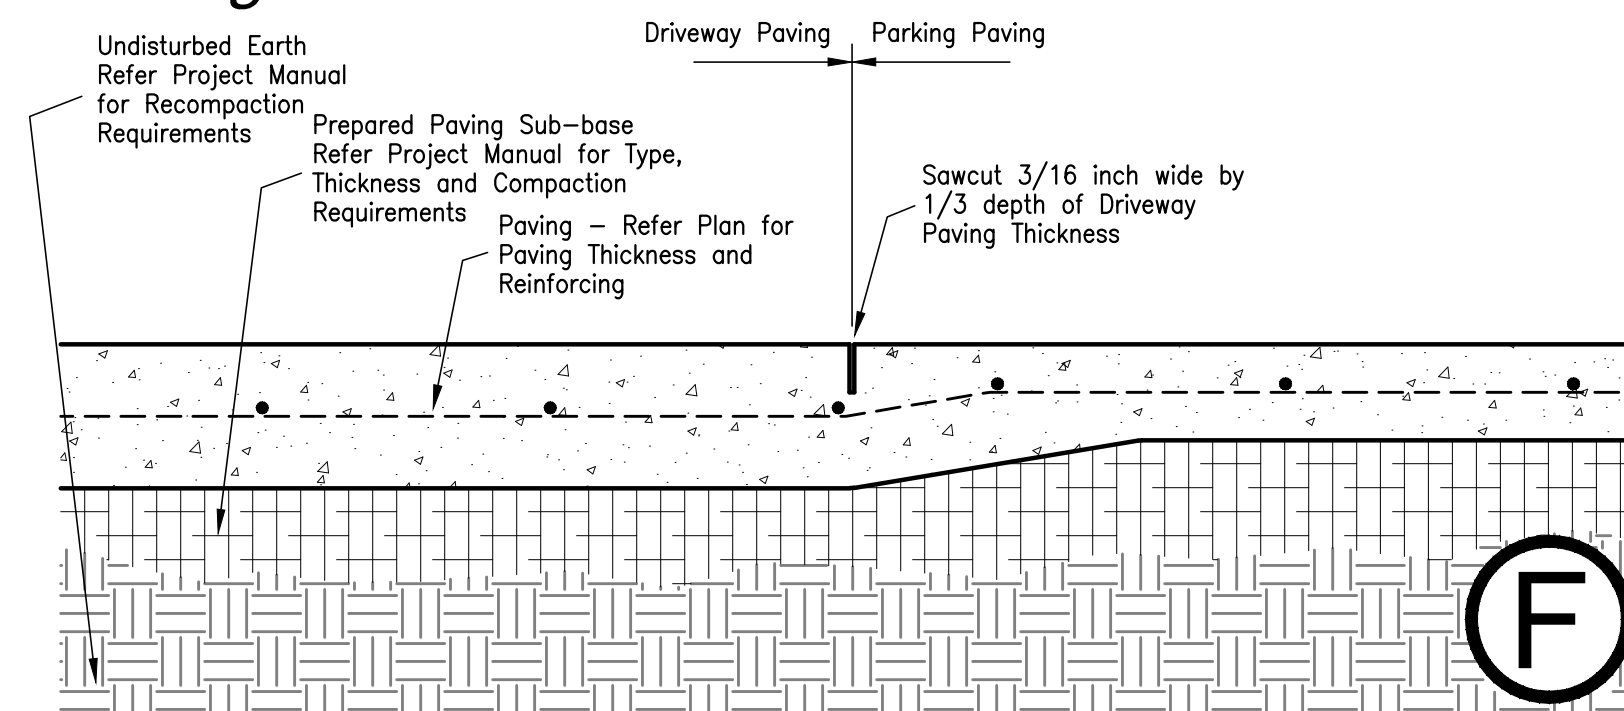 Undisturbed Earth
Refer Project Manual
for Recompaction
Requirements
Prepared Paving Sub-base
Refer Project Manual for Type,
Thickness and Compaction
Requirements
Paving - Refer Plan for
Paving Thickness and
Reinforcing
Driveway Paving
Parking Paving
Sawcut 3/16 inch wide by
1/3 depth of Driveway
Paving Thickness
F